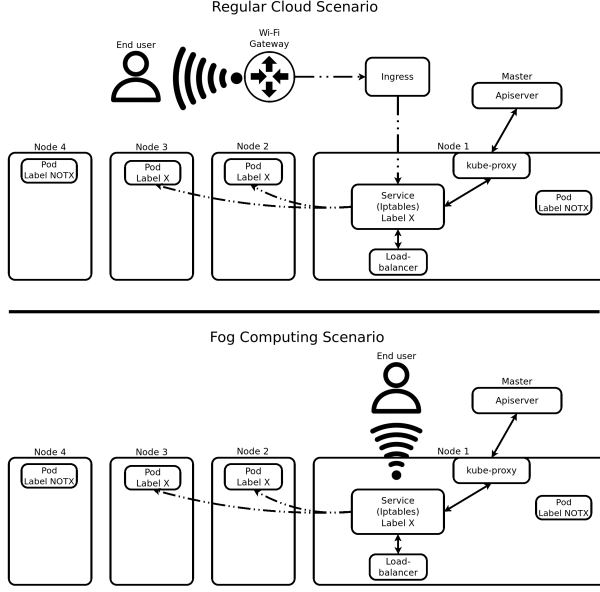 Regular Cloud Scenario
Wi-Fi
Gateway
End user
Ingress
Master
Apiserver
Node 4
Node 3
Node 2
Node 1
Pod
Label NOTX
Pod
Label X
Pod
Label X
kube-proxy
Service
(Iptables)
Label X
Pod
Label NOTX
Load-
balancer
Fog Computing Scenario
End user
Master
Apiserver
Node 4
Node 3
Node 2
Node 1
Pod
Label NOTX
Pod
Label X
Pod
Label X
kube-proxy
Service
(Iptables)
Label X
Pod
Label NOTX
Load-
balancer